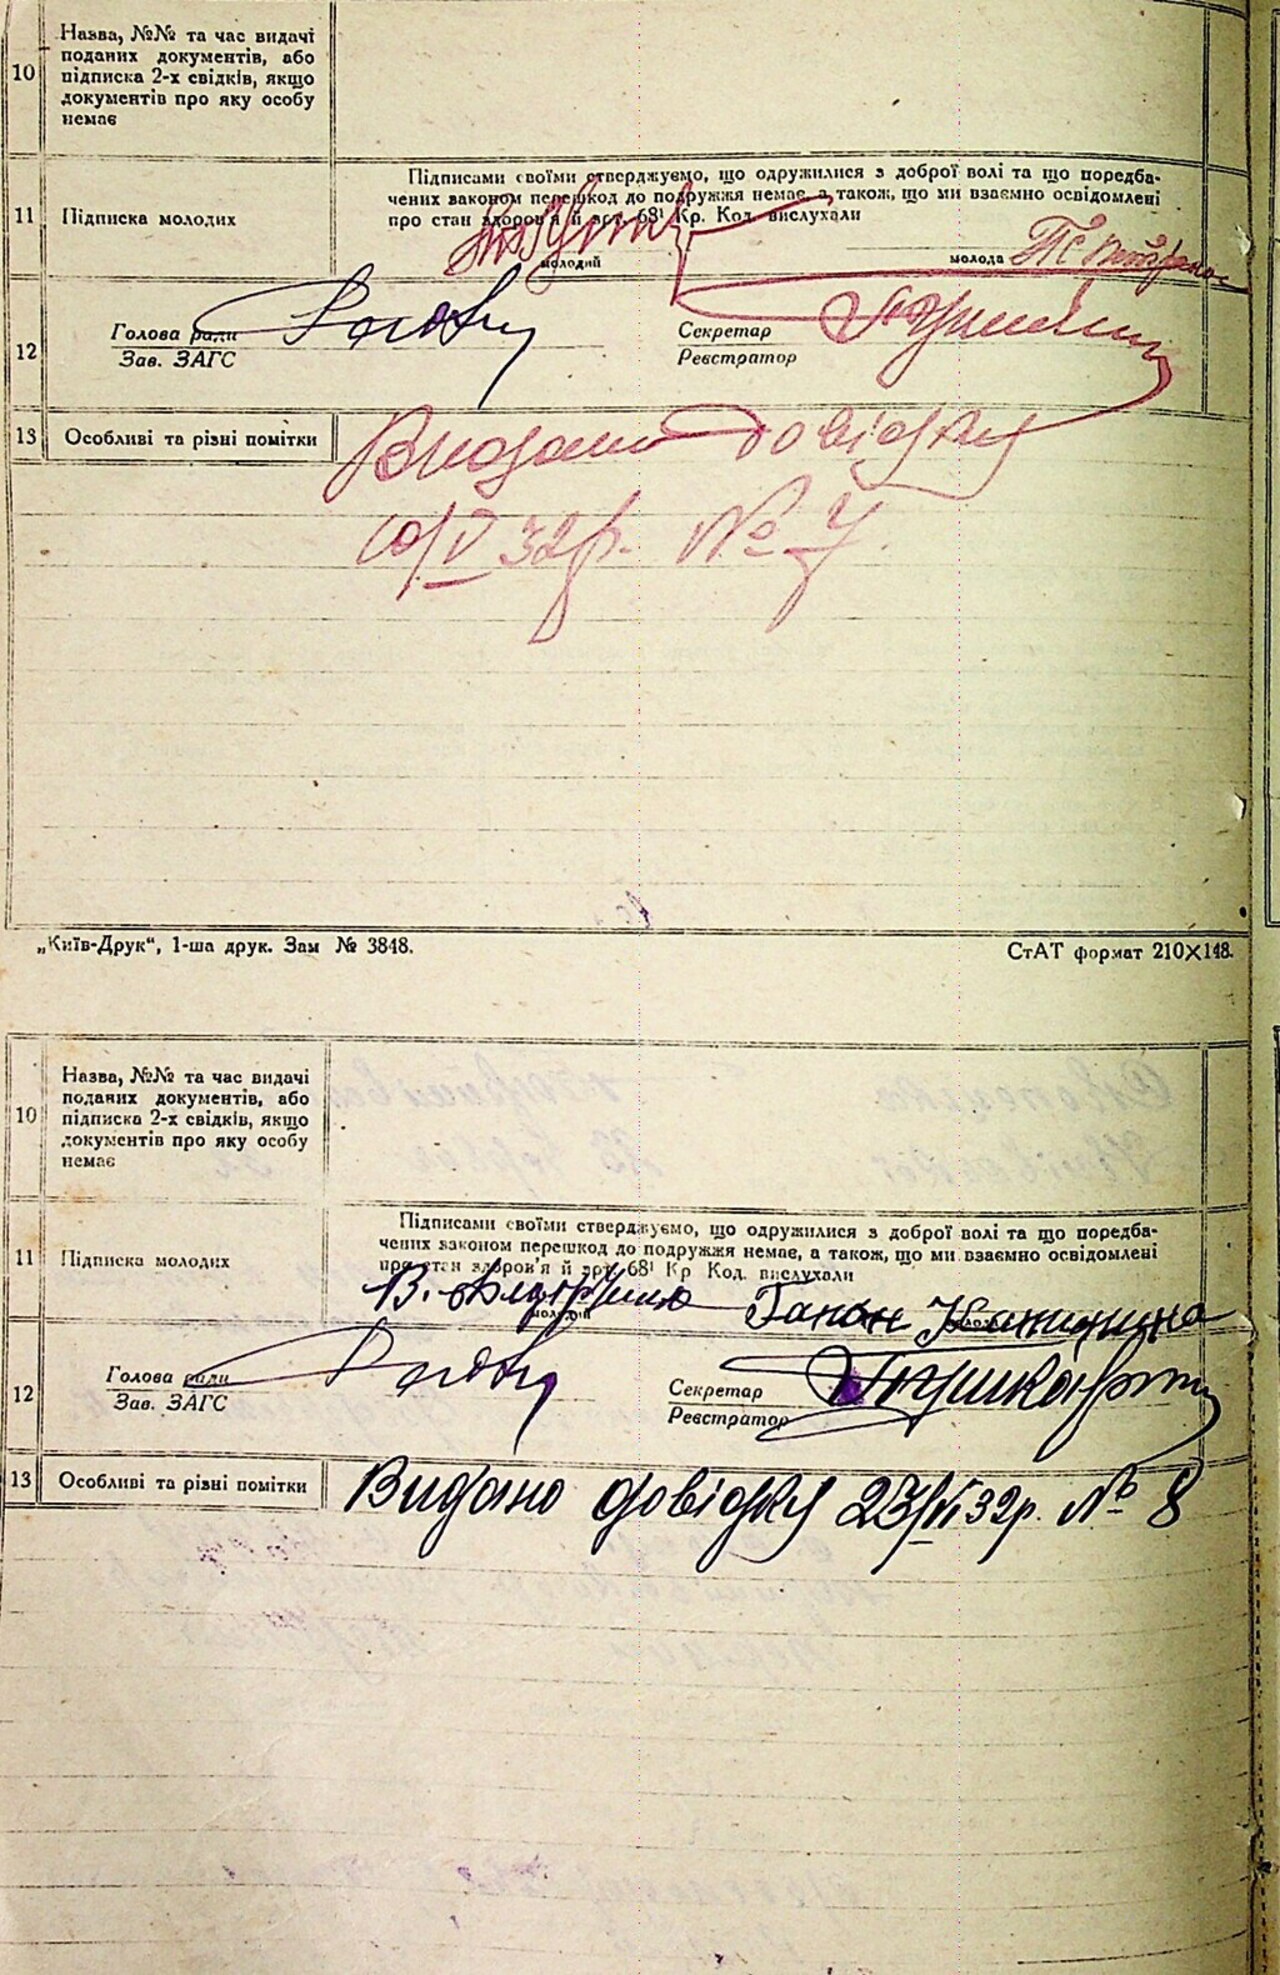 10
Назва, №№ та час видачі
поданих документів, або
підписка 2-х свідків, якщо
документів про яку особу
немає
11
Підписка молодих
Підписами своїми стверджуємо, що одружилися з доброї волі та що поредба-
чених законом перешкод до подружжя немає, а також, що ми взаємно освідомлені
про стан здоров'я й арт. 68¹ Кр. Код. вислухали
молодий
молода
12
Голова ради
Зав. ЗАГС
Секретар
Реєстратор
13
Особливі та різні помітки
Видано довідку
10/V 32р. № 7
„Київ-Друк“, 1-ша друк. Зам № 3848.
СтАТ формат 210×148.
10
Назва, №№ та час видачі
поданих документів, або
підписка 2-х свідків, якщо
документів про яку особу
немає
11
Підписка молодих
Підписами своїми стверджуємо, що одружилися з доброї волі та що поредба-
чених законом перешкод до подружжя немає, а також, що ми взаємно освідомлені
про стан здоров'я й арт. 68¹ Кр Код. вислухали
молодий
12
Голова ради
Зав. ЗАГС
Секретар
Реєстратор
13
Особливі та різні помітки
Видано довідку 23/VI 32р. № 8